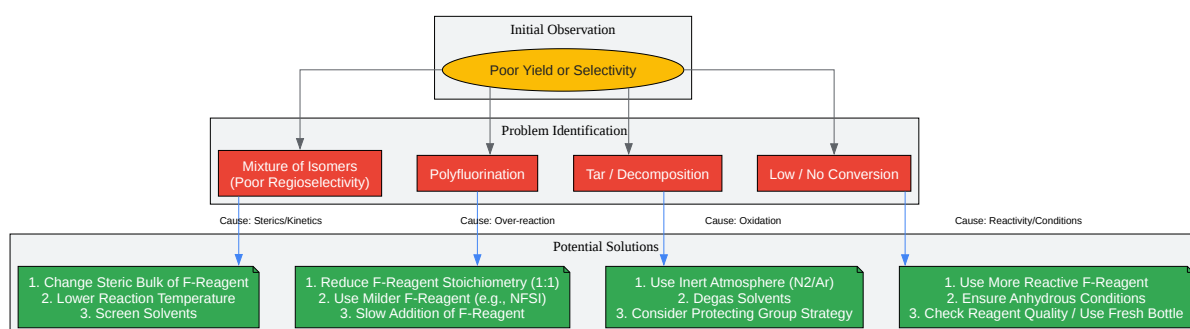 Initial Observation
Poor Yield or Selectivity
Problem Identification
Mixture of Isomers
(Poor Regioselectivity)
Polyfluorination
Tar / Decomposition
Low / No Conversion
Cause: Sterics/Kinetics
Cause: Over-reaction
Cause: Oxidation
Cause: Reactivity/Conditions
Potential Solutions
1. Change Steric Bulk of F-Reagent
2. Lower Reaction Temperature
3. Screen Solvents
1. Reduce F-Reagent Stoichiometry (1:1)
2. Use Milder F-Reagent (e.g., NFSI)
3. Slow Addition of F-Reagent
1. Use Inert Atmosphere (N2/Ar)
2. Degas Solvents
3. Consider Protecting Group Strategy
1. Use More Reactive F-Reagent
2. Ensure Anhydrous Conditions
3. Check Reagent Quality / Use Fresh Bottle